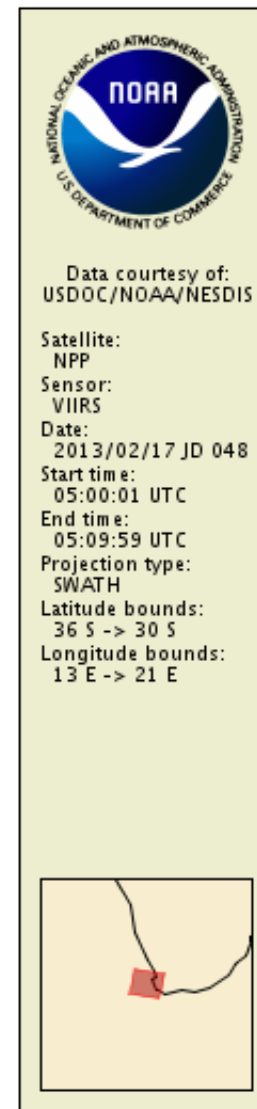 NATIONAL OCEANIC AND ATMOSPHERIC ADMINISTRATION
NOAA
U.S. DEPARTMENT OF COMMERCE
Data courtesy of:
USDOC/NOAA/NESDIS
Satellite:
NPP
Sensor:
VIIRS
Date:
2013/02/17 JD 048
Start time:
05:00:01 UTC
End time:
05:09:59 UTC
Projection type:
SWATH
Latitude bounds:
36 S -> 30 S
Longitude bounds:
13 E -> 21 E